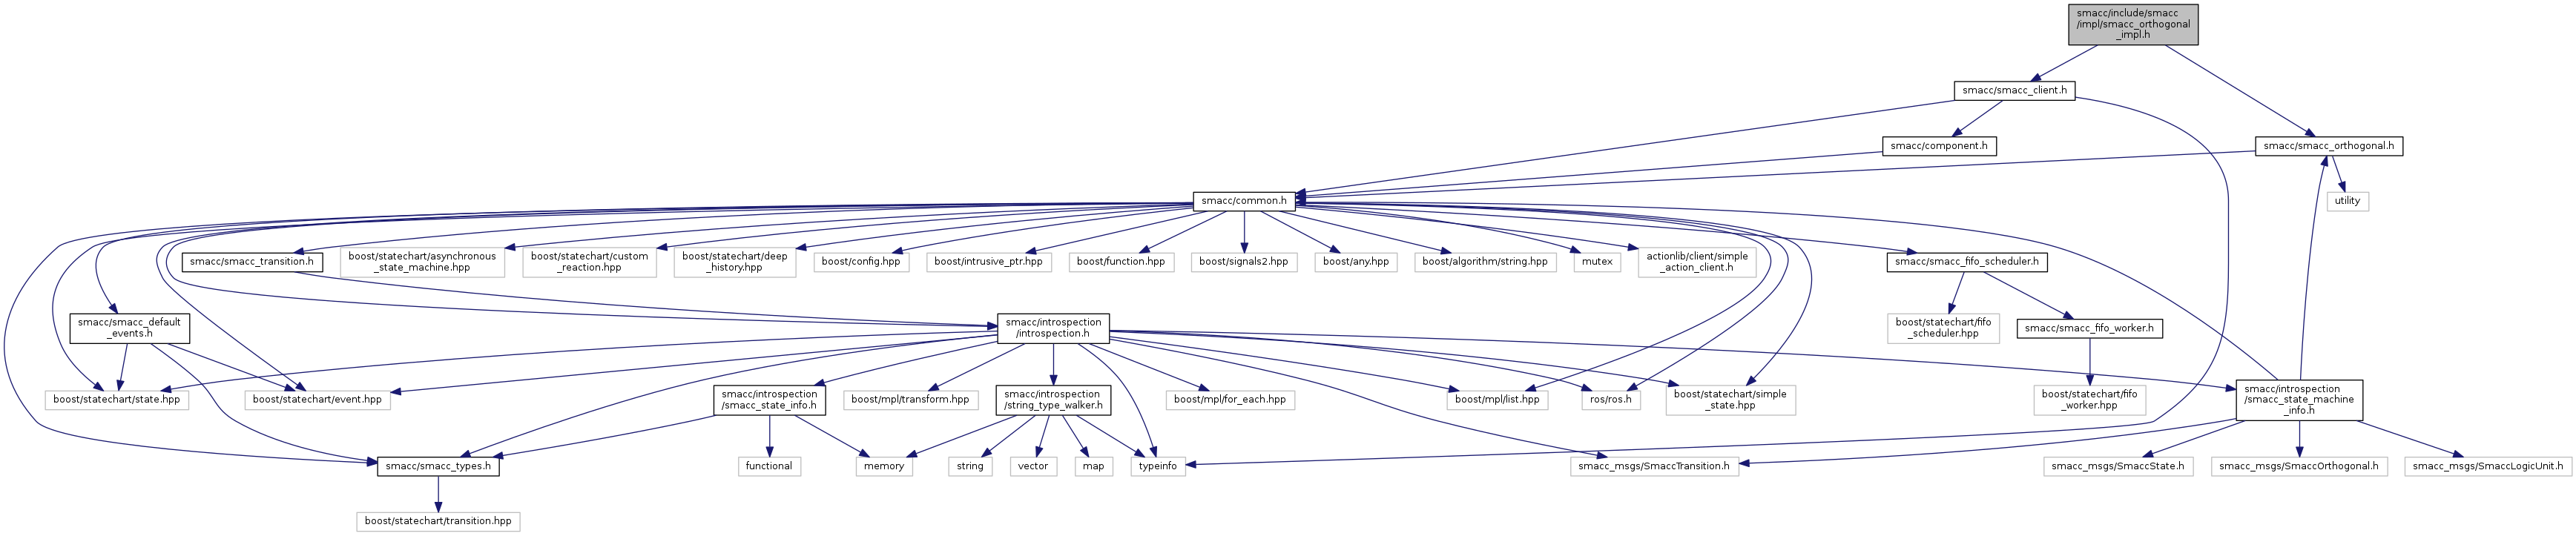 smacc/include/smacc
/impl/smacc_orthogonal
_impl.h
smacc/smacc_client.h
smacc/component.h
smacc/smacc_orthogonal.h
smacc/common.h
utility
smacc/smacc_transition.h
boost/statechart/asynchronous
_state_machine.hpp
boost/statechart/custom
_reaction.hpp
boost/statechart/deep
_history.hpp
boost/config.hpp
boost/intrusive_ptr.hpp
boost/function.hpp
boost/signals2.hpp
boost/any.hpp
boost/algorithm/string.hpp
mutex
actionlib/client/simple
_action_client.h
smacc/smacc_fifo_scheduler.h
smacc/smacc_default
_events.h
smacc/introspection
/introspection.h
boost/statechart/fifo
_scheduler.hpp
smacc/smacc_fifo_worker.h
boost/statechart/state.hpp
boost/statechart/event.hpp
smacc/introspection
/smacc_state_info.h
boost/mpl/transform.hpp
smacc/introspection
/string_type_walker.h
boost/mpl/for_each.hpp
boost/mpl/list.hpp
ros/ros.h
boost/statechart/simple
_state.hpp
boost/statechart/fifo
_worker.hpp
smacc/introspection
/smacc_state_machine
_info.h
smacc/smacc_types.h
functional
memory
string
vector
map
typeinfo
smacc_msgs/SmaccTransition.h
smacc_msgs/SmaccState.h
smacc_msgs/SmaccOrthogonal.h
smacc_msgs/SmaccLogicUnit.h
boost/statechart/transition.hpp